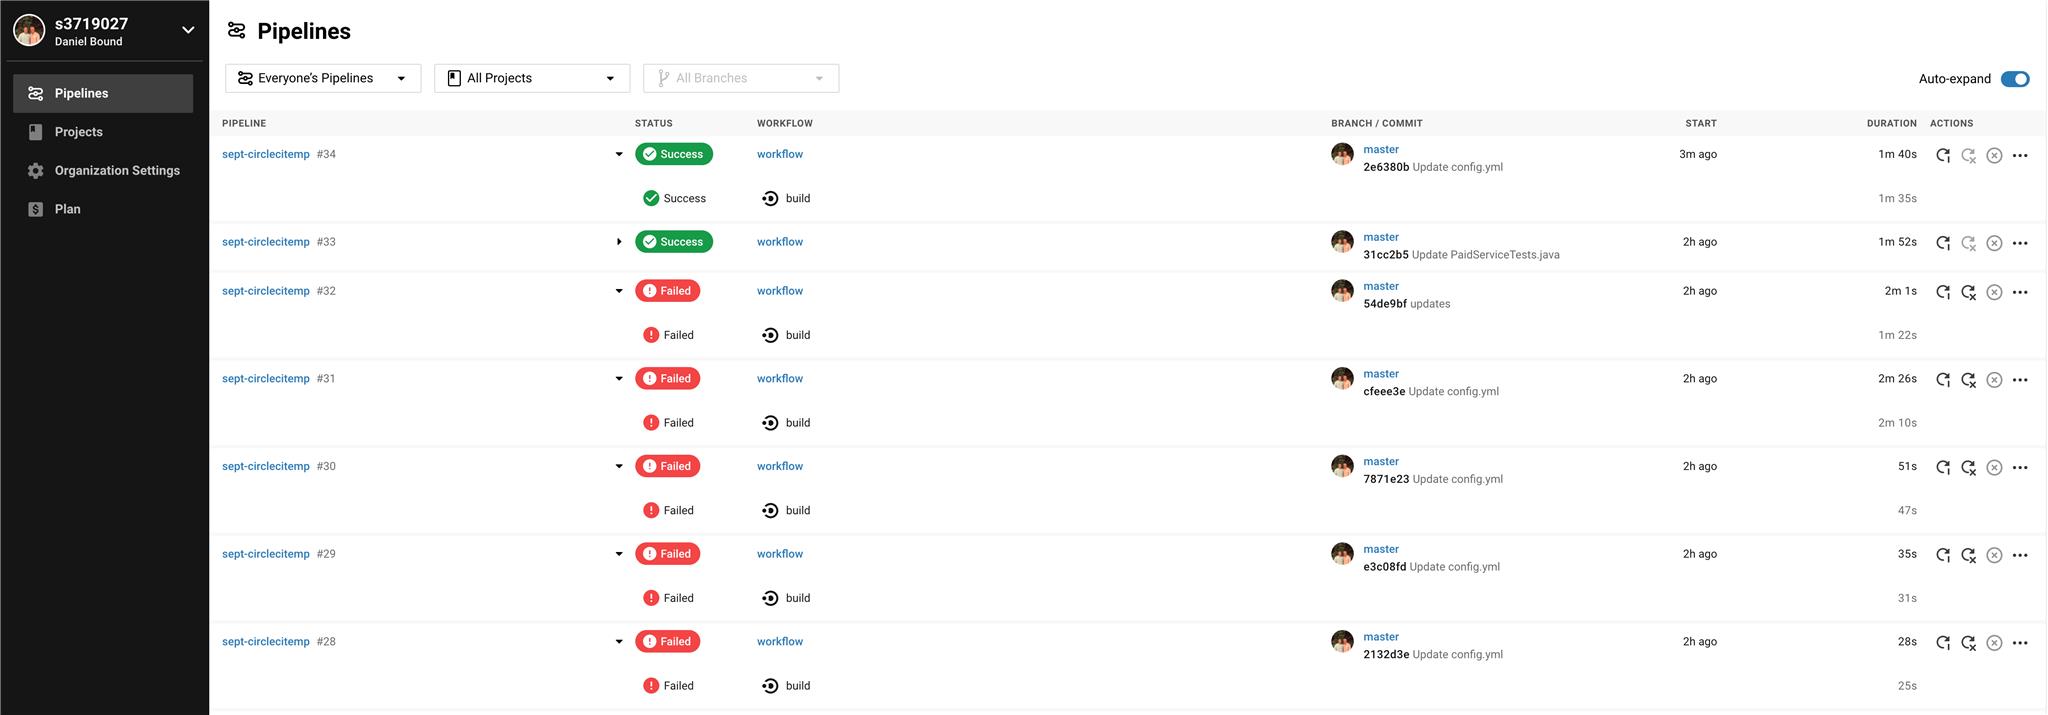 s3719027
Daniel Bound
Pipelines
Projects
Organization Settings
Plan
Pipelines
Everyone's Pipelines
All Projects
All Branches
Auto-expand
PIPELINE STATUS WORKFLOW BRANCH / COMMIT START DURATION ACTIONS
sept-circlecitemp #34 Success workflow master 3m ago 1m 40s
2e6380b Update config.yml
Success build 1m 35s
sept-circlecitemp #33 Success workflow master 2h ago 1m 52s
31cc2b5 Update PaidServiceTests.java
sept-circlecitemp #32 Failed workflow master 2h ago 2m 1s
54de9bf updates
Failed build 1m 22s
sept-circlecitemp #31 Failed workflow master 2h ago 2m 26s
cfeee3e Update config.yml
Failed build 2m 10s
sept-circlecitemp #30 Failed workflow master 2h ago 51s
7871e23 Update config.yml
Failed build 47s
sept-circlecitemp #29 Failed workflow master 2h ago 35s
e3c08fd Update config.yml
Failed build 31s
sept-circlecitemp #28 Failed workflow master 2h ago 28s
2132d3e Update config.yml
Failed build 25s